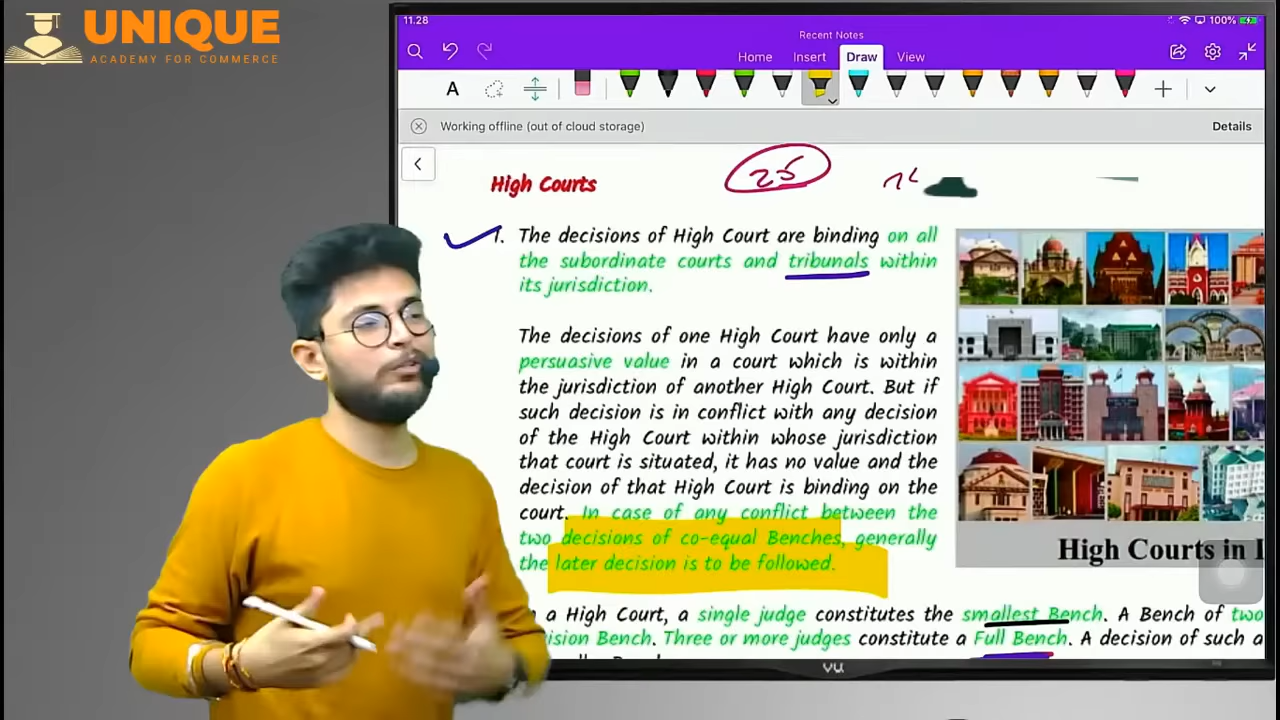 UNIQUE
ACADEMY FOR COMMERCE
11.28
100%
Recent Notes
Home Insert Draw View
A
Working offline (out of cloud storage)
Details
High Courts
25
1. The decisions of High Court are binding on all
the subordinate courts and tribunals within
its jurisdiction.
The decisions of one High Court have only a
persuasive value in a court which is within
the jurisdiction of another High Court. But if
such decision is in conflict with any decision
of the High Court within whose jurisdiction
that court is situated, it has no value and the
decision of that High Court is binding on the
court. In case of any conflict between the
two decisions of co-equal Benches, generally
the later decision is to be followed.
High Courts in
a High Court, a single judge constitutes the smallest Bench. A Bench of two
Bench. Three or more judges constitute a Full Bench. A decision of such a
VU